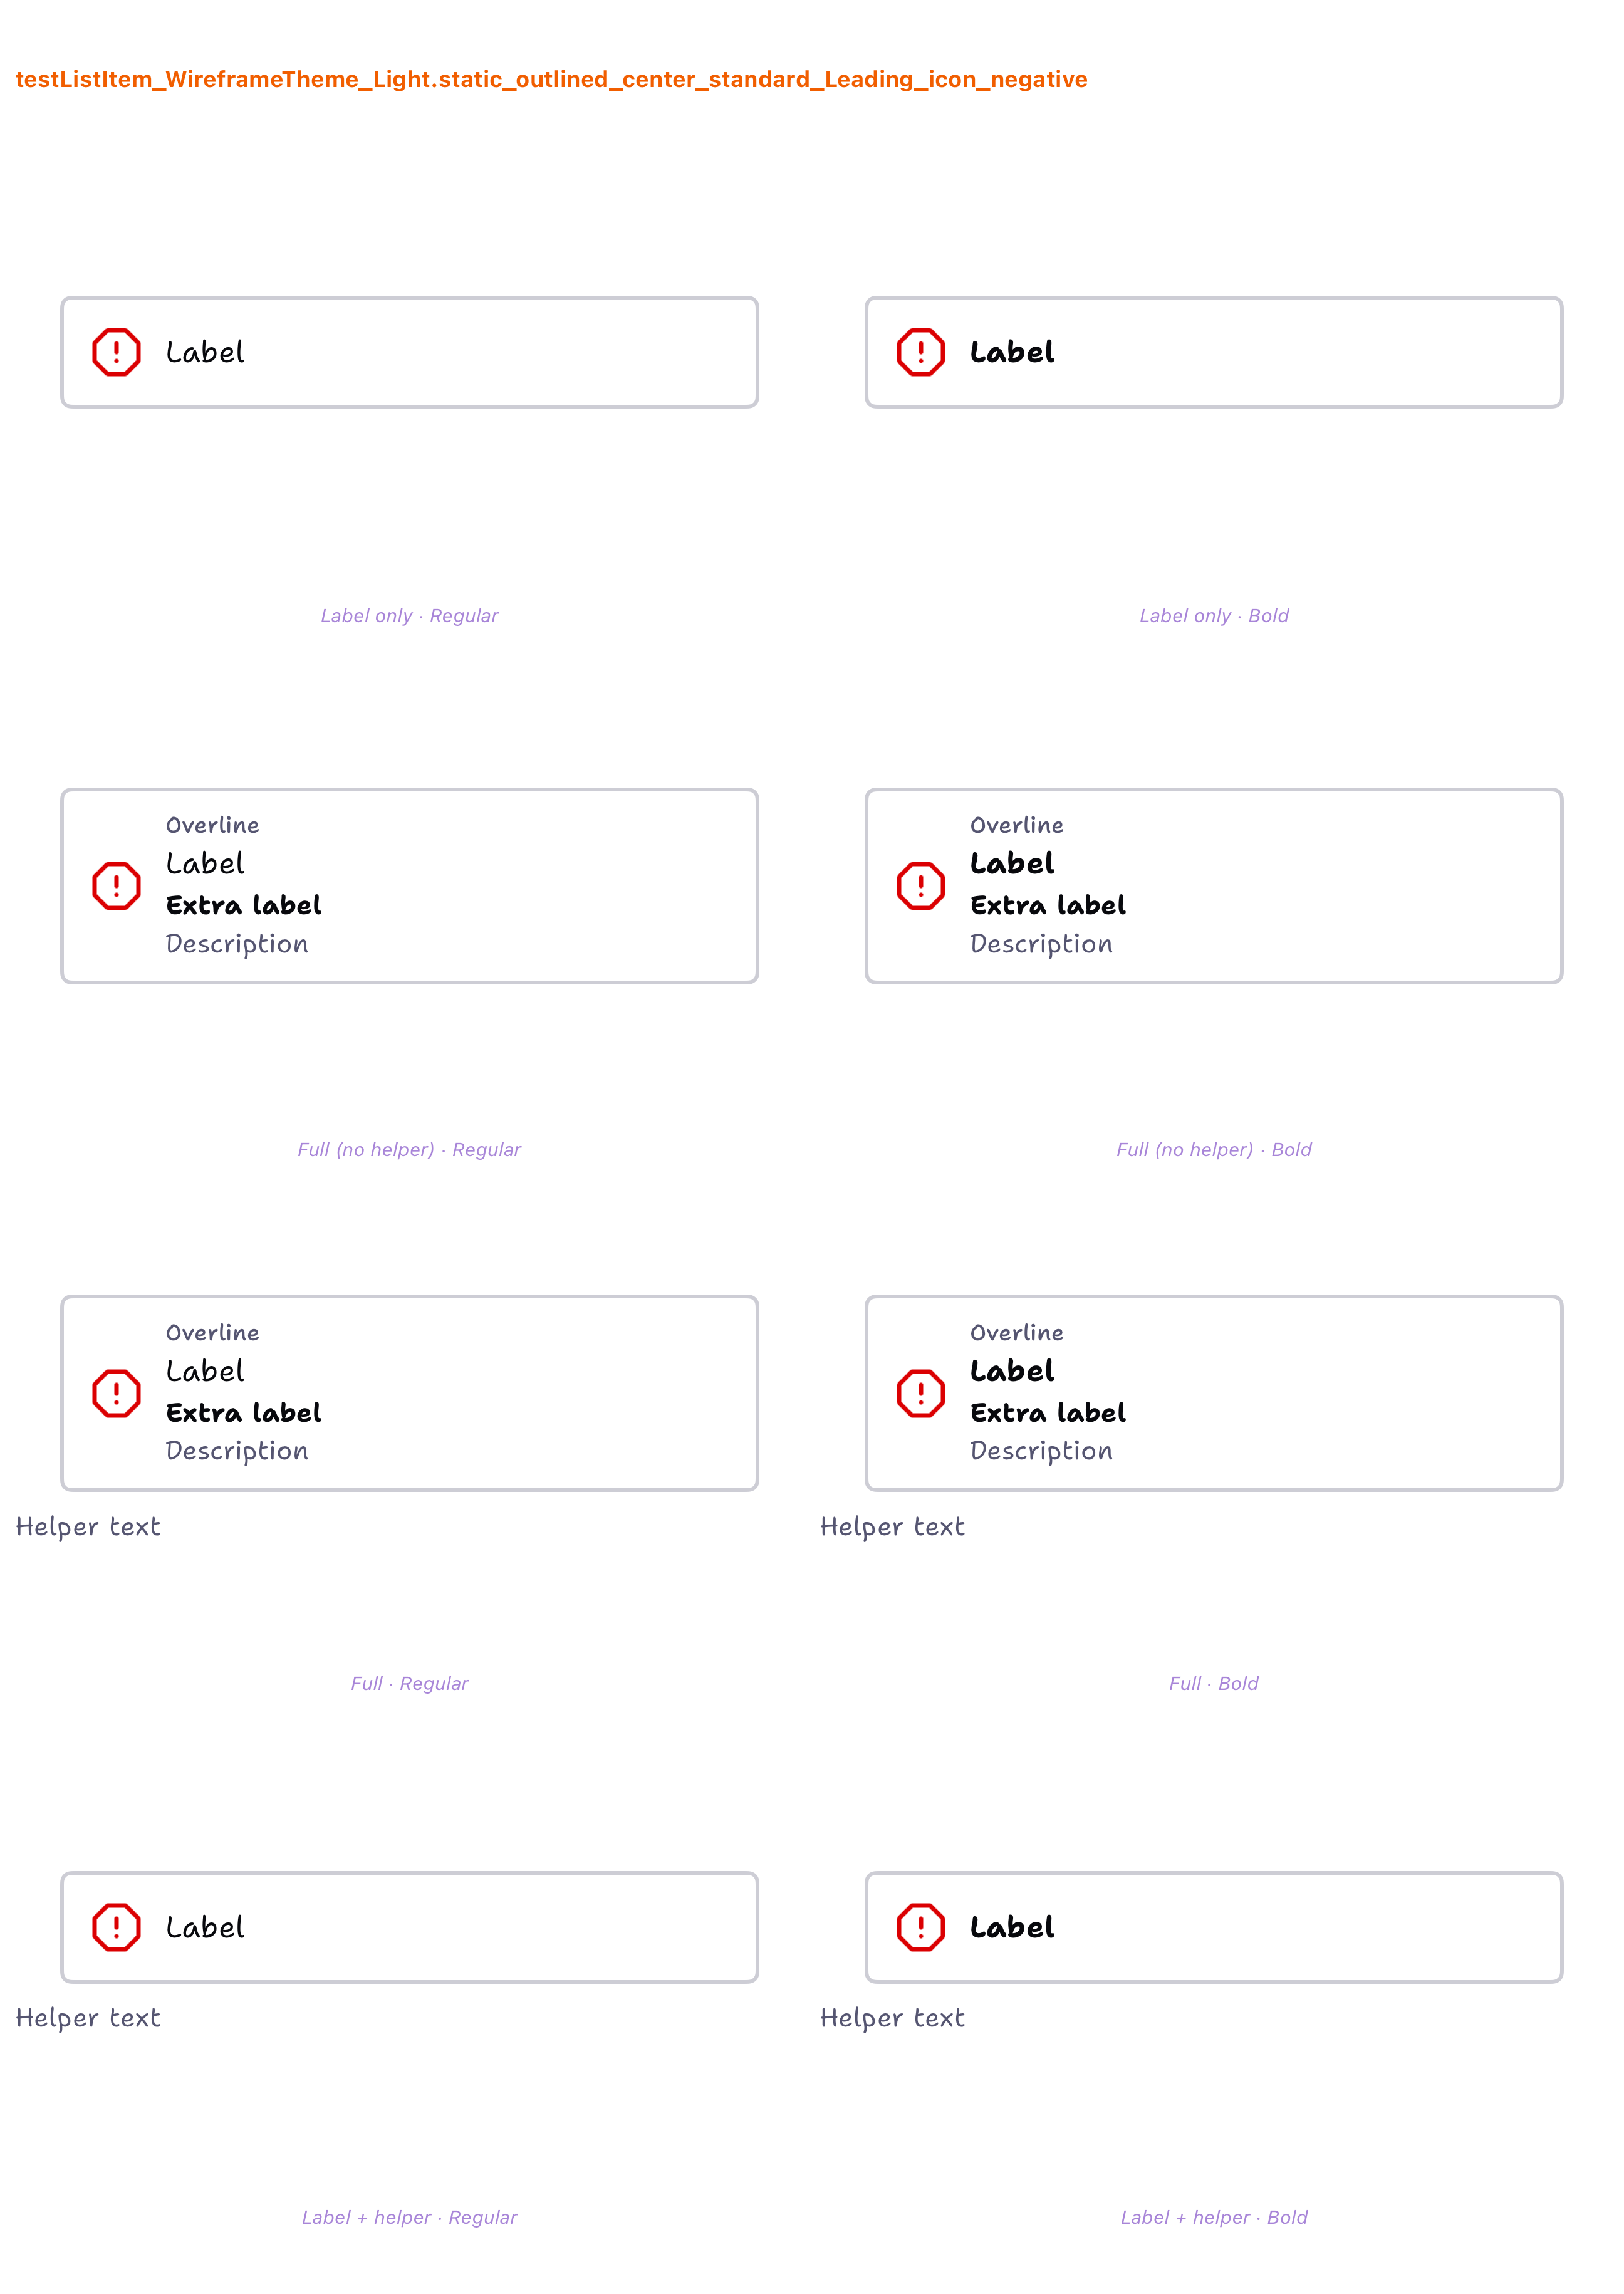 testListItem_WireframeTheme_Light.static_outlined_center_standard_Leading_icon_negative
Label
Label
Label only · Regular
Label only · Bold
Overline
Label
Extra label
Description
Overline
Label
Extra label
Description
Full (no helper) · Regular
Full (no helper) · Bold
Overline
Label
Extra label
Description
Helper text
Overline
Label
Extra label
Description
Helper text
Full · Regular
Full · Bold
Label
Helper text
Label
Helper text
Label + helper · Regular
Label + helper · Bold